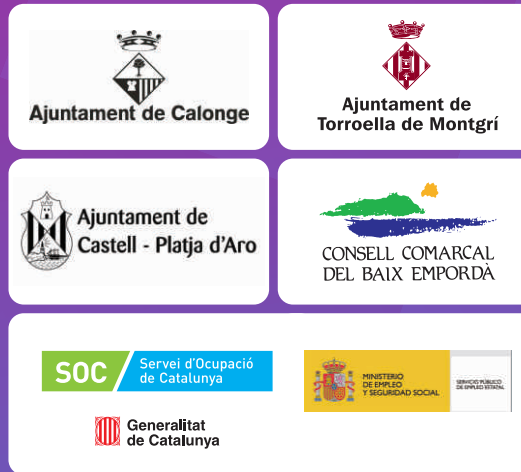 Ajuntament de Calonge
Ajuntament de
Torroella de Montgrí
Ajuntament de
Castell - Platja d'Aro
CONSELL COMARCAL
DEL BAIX EMPORDÀ
SOC
Servei d'Ocupació
de Catalunya
Generalitat
de Catalunya
MINISTERIO
DE EMPLEO
Y SEGURIDAD SOCIAL
SERVICIO PÚBLICO
DE EMPLEO ESTATAL